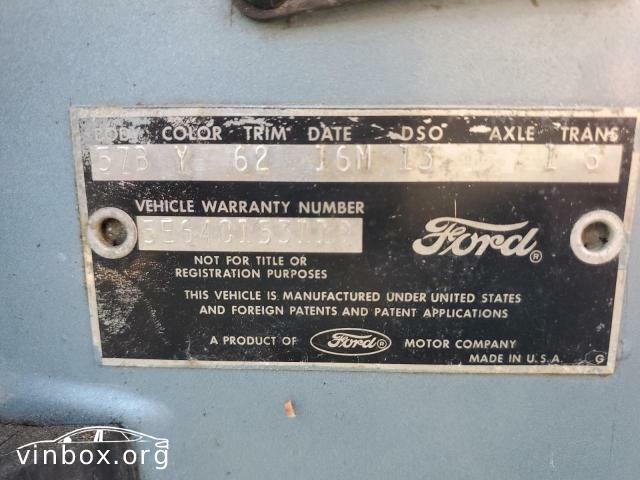 BODY COLOR TRIM DATE DSO AXLE TRANS
57B Y 62 16M 13 1 6
VEHICLE WARRANTY NUMBER
Ford®
NOT FOR TITLE OR
REGISTRATION PURPOSES
THIS VEHICLE IS MANUFACTURED UNDER UNITED STATES
AND FOREIGN PATENTS AND PATENT APPLICATIONS
A PRODUCT OF Ford® MOTOR COMPANY
MADE IN U.S.A. G
vinbox.org